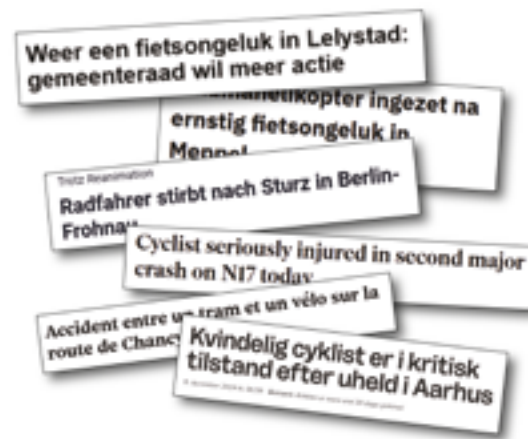 Weer een fietsongeluk in Lelystad:
gemeenteraad wil meer actie
ingezet na
ernstig fietsongeluk in
Trotz Reanimation
Radfahrer stirbt nach Sturz in Berlin-
Frohnau
Cyclist seriously injured in second major
crash on N17 today
Accident entre un tram et un vélo sur la
route de Chancy
Kvindelig cyklist er i kritisk
tilstand efter uheld i Aarhus